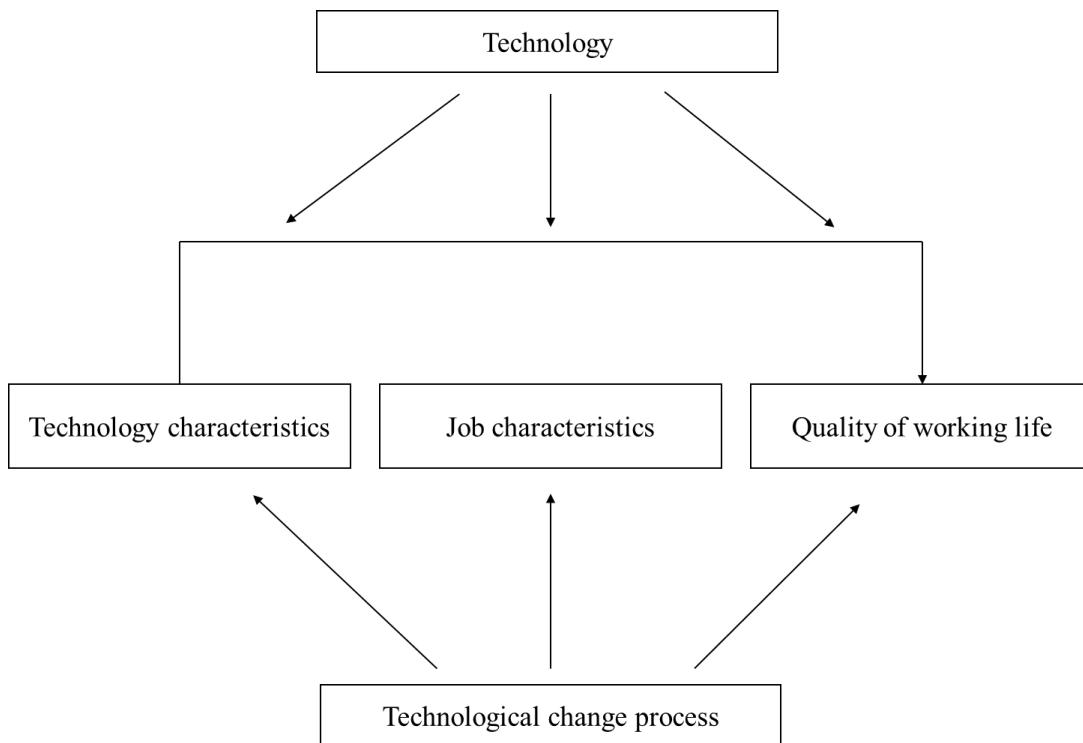 Technology
Technology characteristics
Job characteristics
Quality of working life
Technological change process